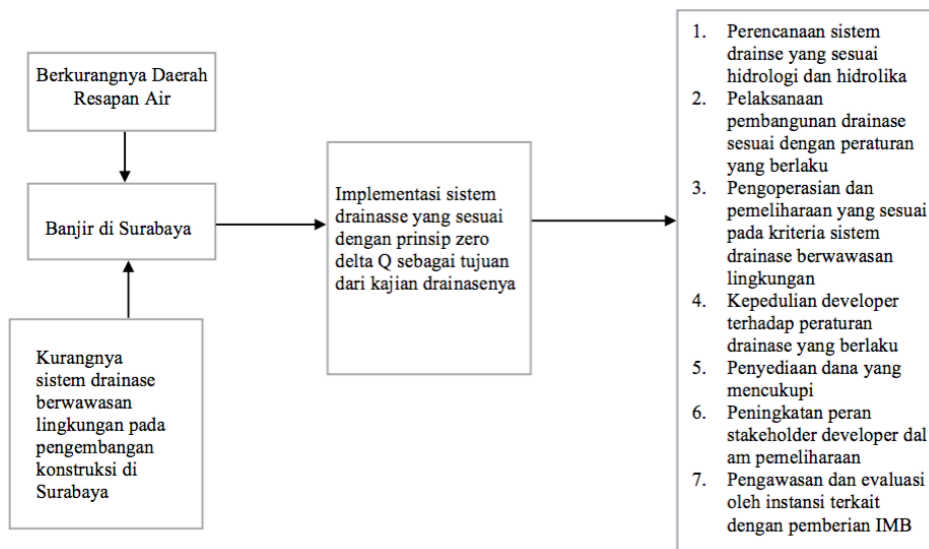 Berkurangnya Daerah
Resapan Air
Banjir di Surabaya
Kurangnya
sistem drainase
berwawasan
lingkungan pada
pengembangan
konstruksi di
Surabaya
Implementasi sistem
drainasse yang sesuai
dengan prinsip zero
delta Q sebagai tujuan
dari kajian drainasenya
1. Perencanaan sistem
drainse yang sesuai
hidrologi dan hidrolika
2. Pelaksanaan
pembangunan drainase
sesuai dengan peraturan
yang berlaku
3. Pengoperasian dan
pemeliharaan yang sesuai
pada kriteria sistem
drainase berwawasan
lingkungan
4. Kepedulian developer
terhadap peraturan
drainase yang berlaku
5. Penyediaan dana yang
mencukupi
6. Peningkatan peran
stakeholder developer dal
am pemeliharaan
7. Pengawasan dan evaluasi
oleh instansi terkait
dengan pemberian IMB